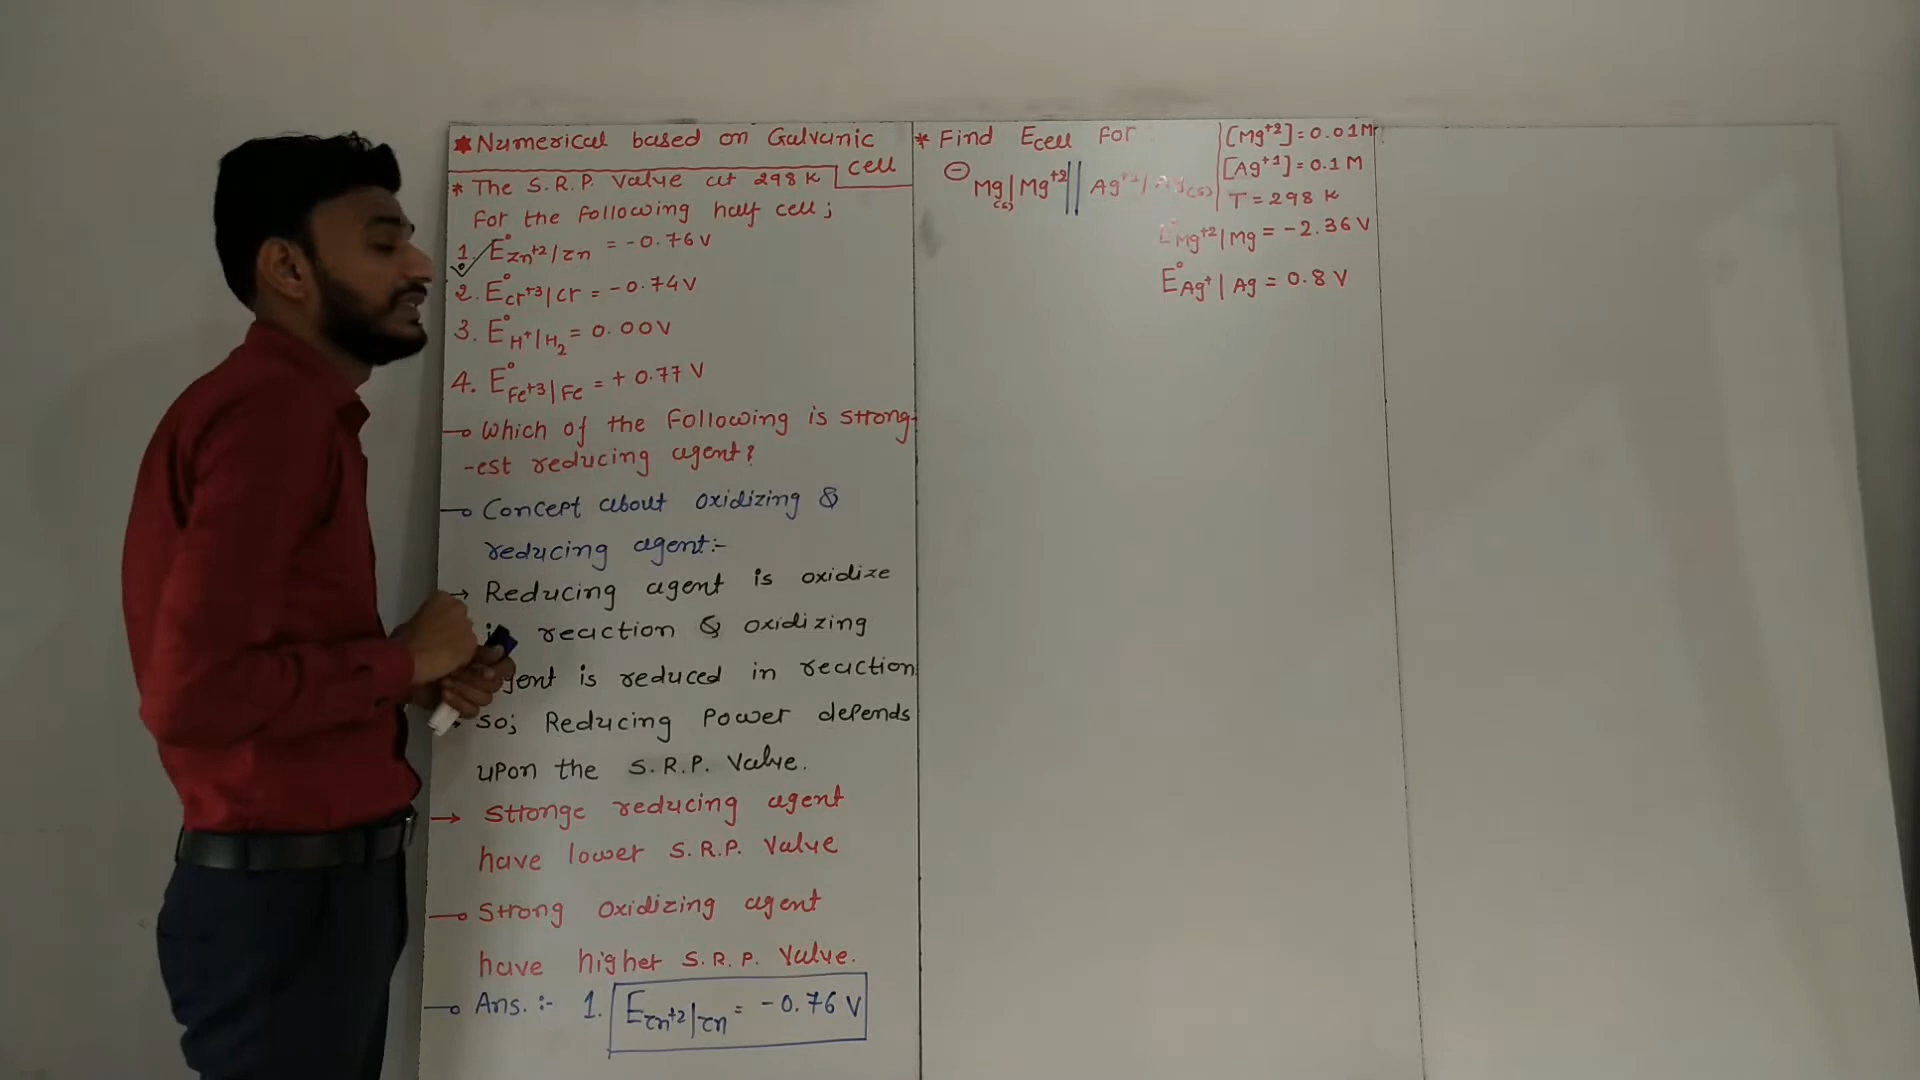 * Numerical based on Galvanic
cell
* The S.R.P. Value at 298 K
For the Following half cell;
1. E°Zn+2/Zn = -0.76 V
2. E°Cr+3/Cr = -0.74 V
3. E°H+/H2 = 0.00 V
4. E°Fe+3/Fe = + 0.77 V
Which of the Following is strong-
-est reducing agent?
Concept about oxidizing &
reducing agent:-
→ Reducing agent is oxidize
reaction & oxidizing
is reduced in reaction
so; Reducing Power depends
upon the S.R.P. Value.
→ Stronge reducing agent
have lower S.R.P. Value
Strong oxidizing agent
have higher S.R.P. Value.
Ans. :- 1. EZn+2/Zn = -0.76 V
* Find Ecell For
⊖ Mg(s)|Mg+2|| Ag+1/Ag(s)
[Mg+2] = 0.01 M
[Ag+1] = 0.1 M
T = 298 K
E°Mg+2|Mg = -2.36 V
E°Ag+|Ag = 0.8 V